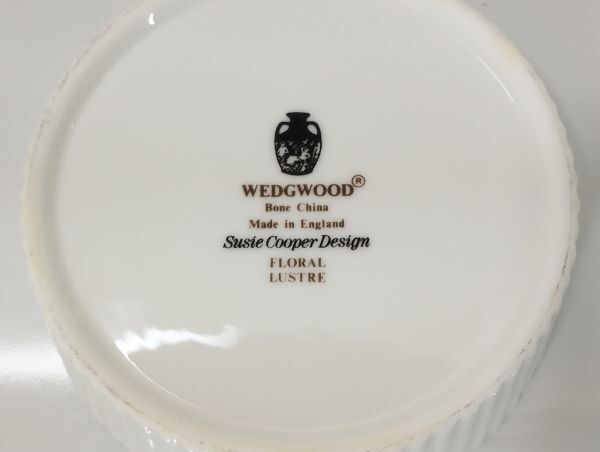 WEDGWOOD®
Bone China
Made in England
Susie Cooper Design
FLORAL
LUSTRE